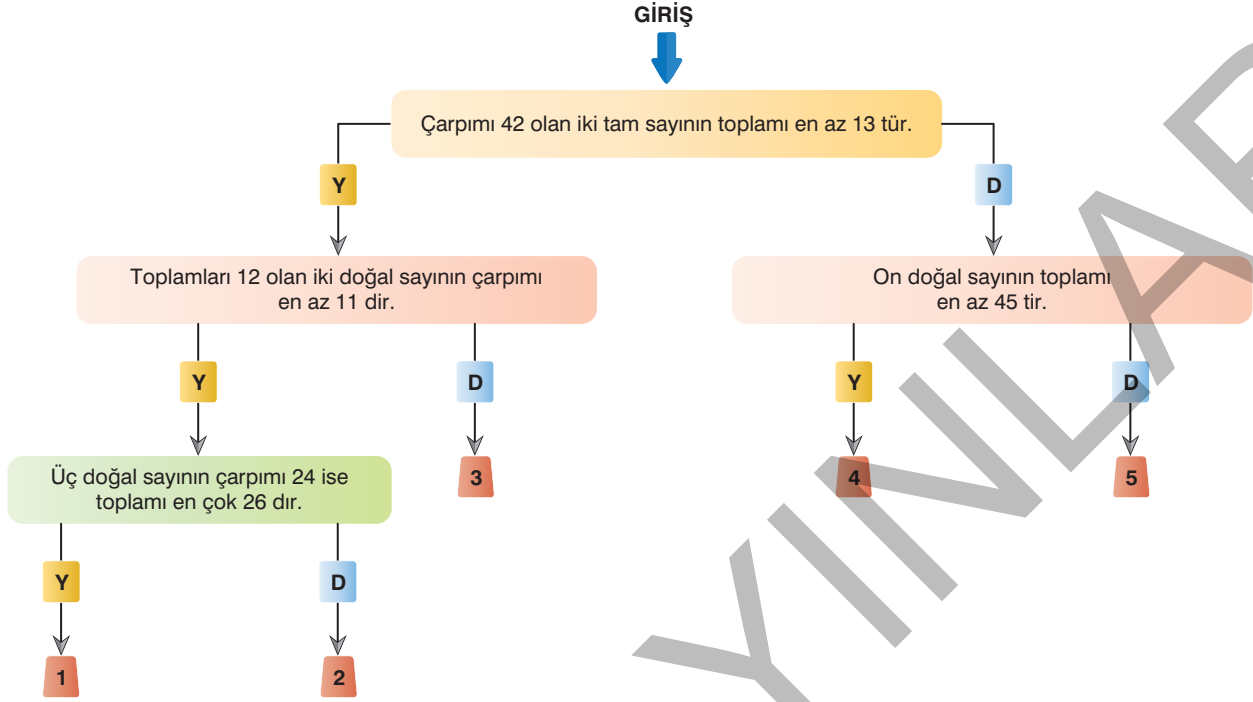 GİRİŞ
Çarpımı 42 olan iki tam sayının toplamı en az 13 tür.
Y
D
Toplamları 12 olan iki doğal sayının çarpımı
en az 11 dir.
On doğal sayının toplamı
en az 45 tir.
Y
D
Y
D
Üç doğal sayının çarpımı 24 ise
toplamı en çok 26 dır.
3
4
5
Y
D
1
2